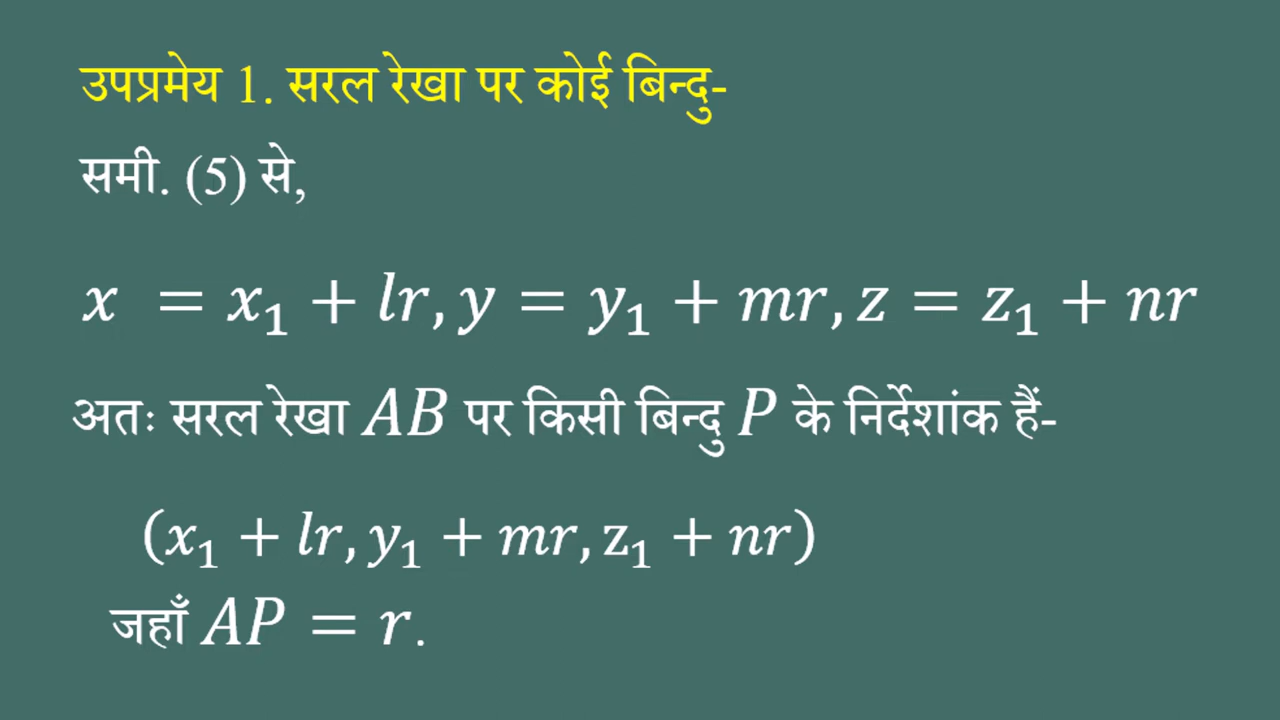 उपप्रमेय 1. सरल रेखा पर कोई बिन्दु-
समी. (5) से,
x = x₁ + lr, y = y₁ + mr, z = z₁ + nr
अतः सरल रेखा AB पर किसी बिन्दु P के निर्देशांक हैं-
(x₁ + lr, y₁ + mr, z₁ + nr)
जहाँ AP = r.